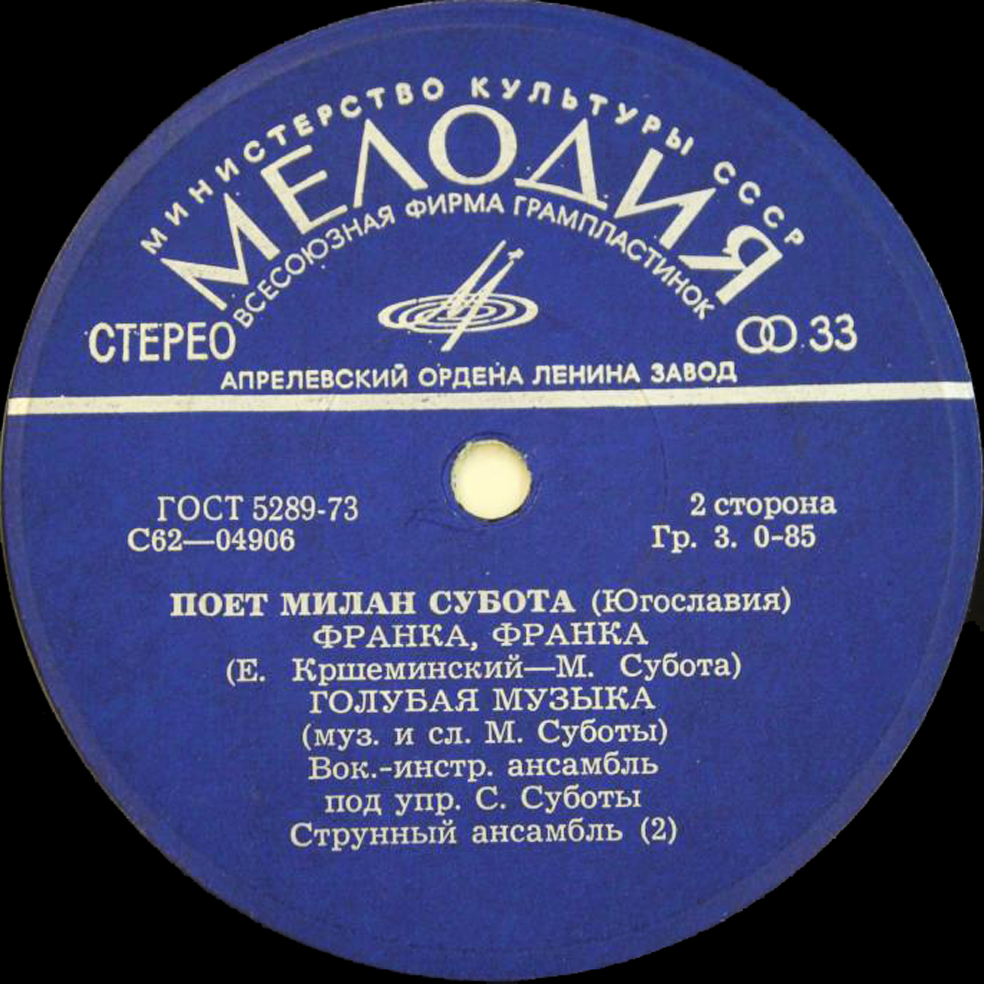 МИНИСТЕРСТВО КУЛЬТУРЫ СССР
МЕЛОДИЯ
ВСЕСОЮЗНАЯ ФИРМА ГРАМПЛАСТИНОК
СТЕРЕО
33
АПРЕЛЕВСКИЙ ОРДЕНА ЛЕНИНА ЗАВОД
ГОСТ 5289-73
2 сторона
С62—04906
Гр. 3. 0-85
ПОЕТ МИЛАН СУБОТА (Югославия)
ФРАНКА, ФРАНКА
(Е. Кршеминский—М. Субота)
ГОЛУБАЯ МУЗЫКА
(муз. и сл. М. Суботы)
Вок.-инстр. ансамбль
под упр. С. Суботы
Струнный ансамбль (2)